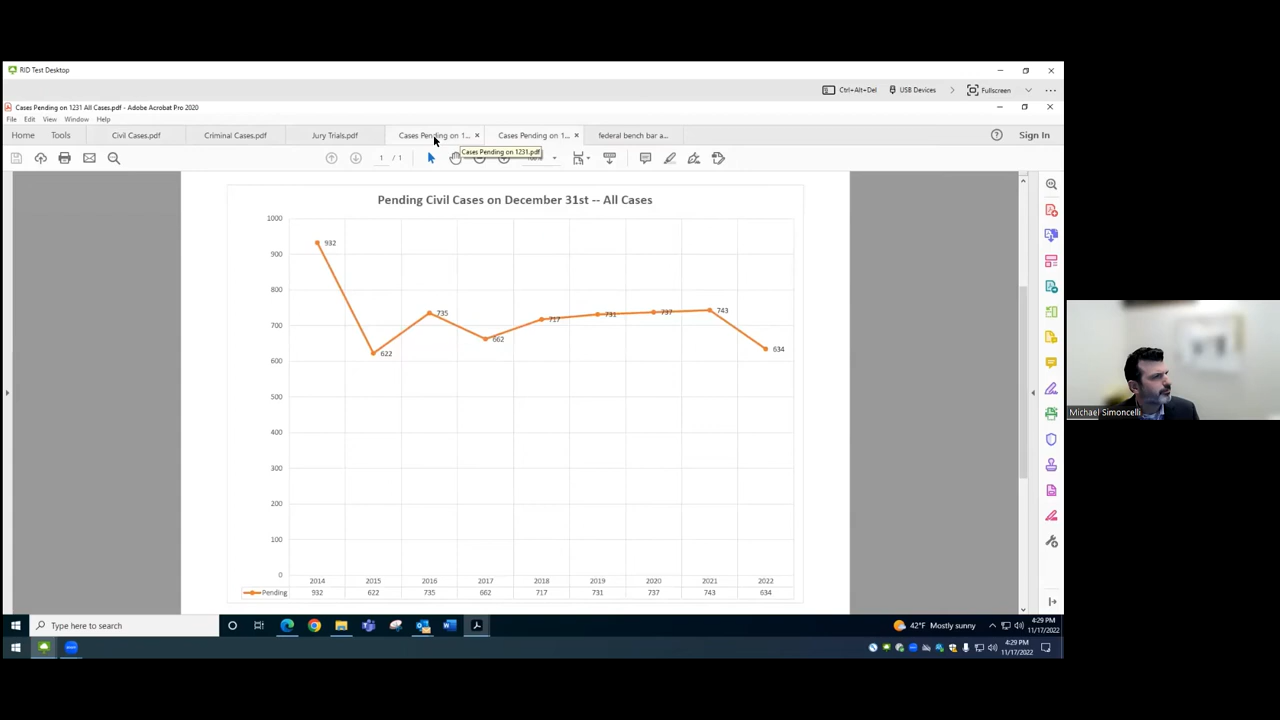 RiD Test Desktop
Ctrl+Alt+Del USB Devices Fullscreen
Cases Pending on 1231 All Cases.pdf - Adobe Acrobat Pro 2020
File Edit View Window Help
Home Tools Civil Cases.pdf Criminal Cases.pdf Jury Trials.pdf Cases Pending on 1... Cases Pending on 1... federal bench bar a... Sign In
Cases Pending on 1231.pdf
1 / 1
Pending Civil Cases on December 31st -- All Cases
1000
932
900
800
735
743
737
731
717
700
662
634
622
600
500
400
300
200
100
0
2014 2015 2016 2017 2018 2019 2020 2021 2022
Pending 932 622 735 662 717 731 737 743 634
Michael Simoncelli
Type here to search
42°F Mostly sunny
4:29 PM
11/17/2022
4:29 PM
11/17/2022